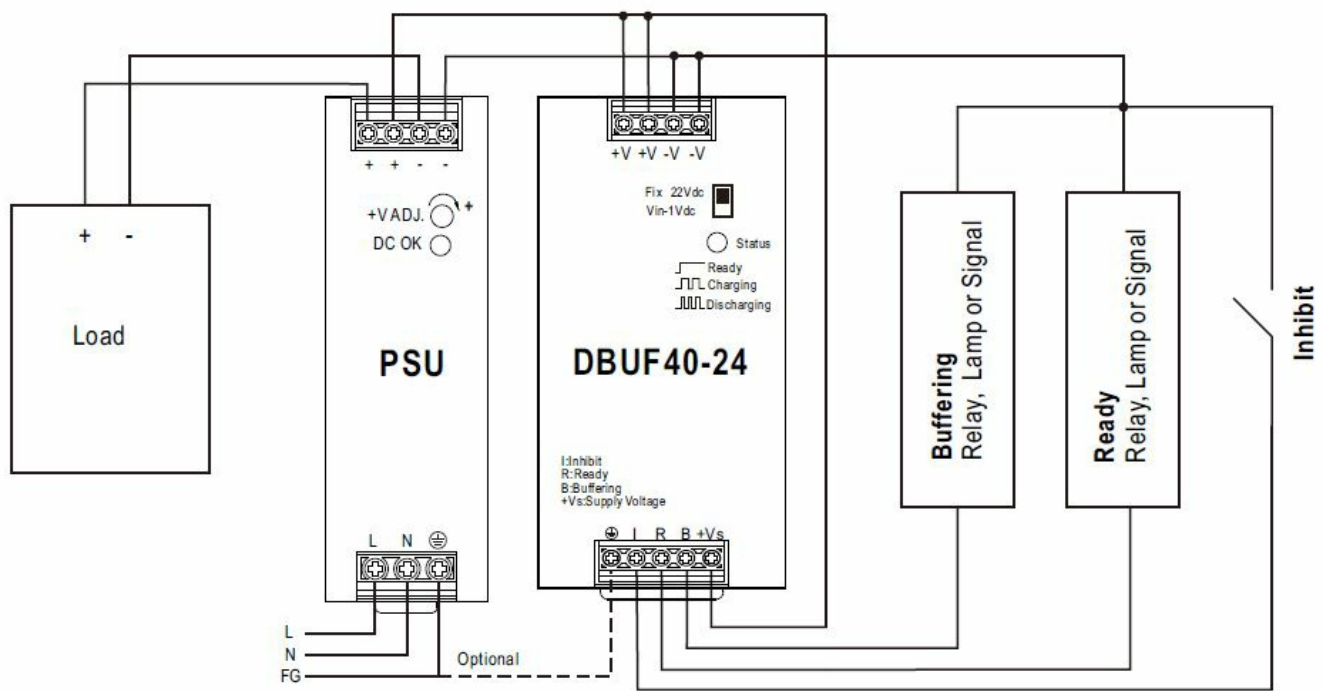 + + - -
+V +V -V -V
+V ADJ. +
DC OK
Fix 22Vdc
Vin-1Vdc
Status
Ready
Charging
Discharging
+ -
Load
PSU
DBUF40-24
Buffering
Relay, Lamp or Signal
Ready
Relay, Lamp or Signal
Inhibit
I:Inhibit
R:Ready
B:Buffering
+Vs:Supply Voltage
L N
I R B +Vs
L
N
FG
Optional